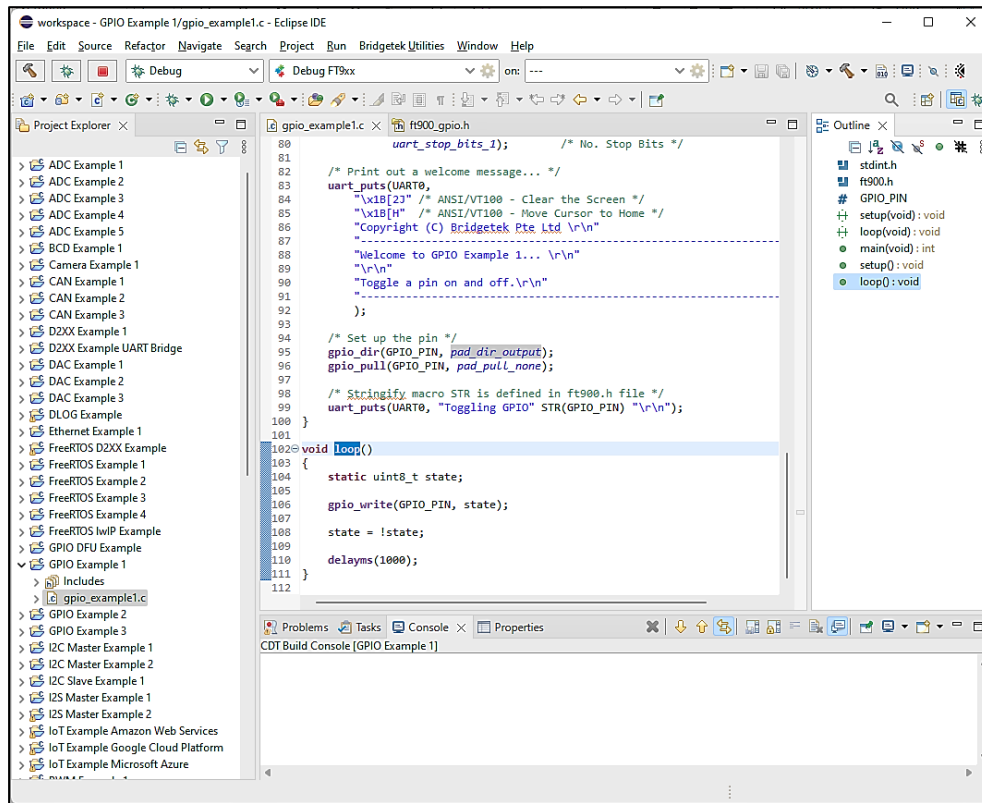 workspace - GPIO Example 1/gpio_example1.c - Eclipse IDE
File Edit Source Refactor Navigate Search Project Run Bridgetek Utilities Window Help
Debug
Debug FT9xx
on: ---
Project Explorer
ADC Example 1
ADC Example 2
ADC Example 3
ADC Example 4
ADC Example 5
BCD Example 1
Camera Example 1
CAN Example 1
CAN Example 2
CAN Example 3
D2XX Example 1
D2XX Example UART Bridge
DAC Example 1
DAC Example 2
DAC Example 3
DLOG Example
Ethernet Example 1
FreeRTOS D2XX Example
FreeRTOS Example 1
FreeRTOS Example 2
FreeRTOS Example 3
FreeRTOS Example 4
FreeRTOS lwIP Example
GPIO DFU Example
GPIO Example 1
Includes
gpio_example1.c
GPIO Example 2
GPIO Example 3
I2C Master Example 1
I2C Master Example 2
I2C Slave Example 1
I2S Master Example 1
I2S Master Example 2
IoT Example Amazon Web Services
IoT Example Google Cloud Platform
IoT Example Microsoft Azure
gpio_example1.c ft900_gpio.h
80 uart_stop_bits_1); /* No. Stop Bits */
81
82 /* Print out a welcome message... */
83 uart_puts(UART0,
84 "\x1B[2J" /* ANSI/VT100 - Clear the Screen */
85 "\x1B[H" /* ANSI/VT100 - Move Cursor to Home */
86 "Copyright (C) Bridgetek Pte Ltd \r\n"
87 "----------------------------------------------------------------
88 "Welcome to GPIO Example 1... \r\n"
89 "\r\n"
90 "Toggle a pin on and off.\r\n"
91 "----------------------------------------------------------------
92 );
93
94 /* Set up the pin */
95 gpio_dir(GPIO_PIN, pad_dir_output);
96 gpio_pull(GPIO_PIN, pad_pull_none);
97
98 /* Stringify macro STR is defined in ft900.h file */
99 uart_puts(UART0, "Toggling GPIO" STR(GPIO_PIN) "\r\n");
100 }
101
102 void loop()
103 {
104 static uint8_t state;
105
106 gpio_write(GPIO_PIN, state);
107
108 state = !state;
109
110 delayms(1000);
111 }
112
Outline
stdint.h
ft900.h
# GPIO_PIN
setup(void) : void
loop(void) : void
main(void) : int
setup() : void
loop() : void
Problems Tasks Console Properties
CDT Build Console [GPIO Example 1]